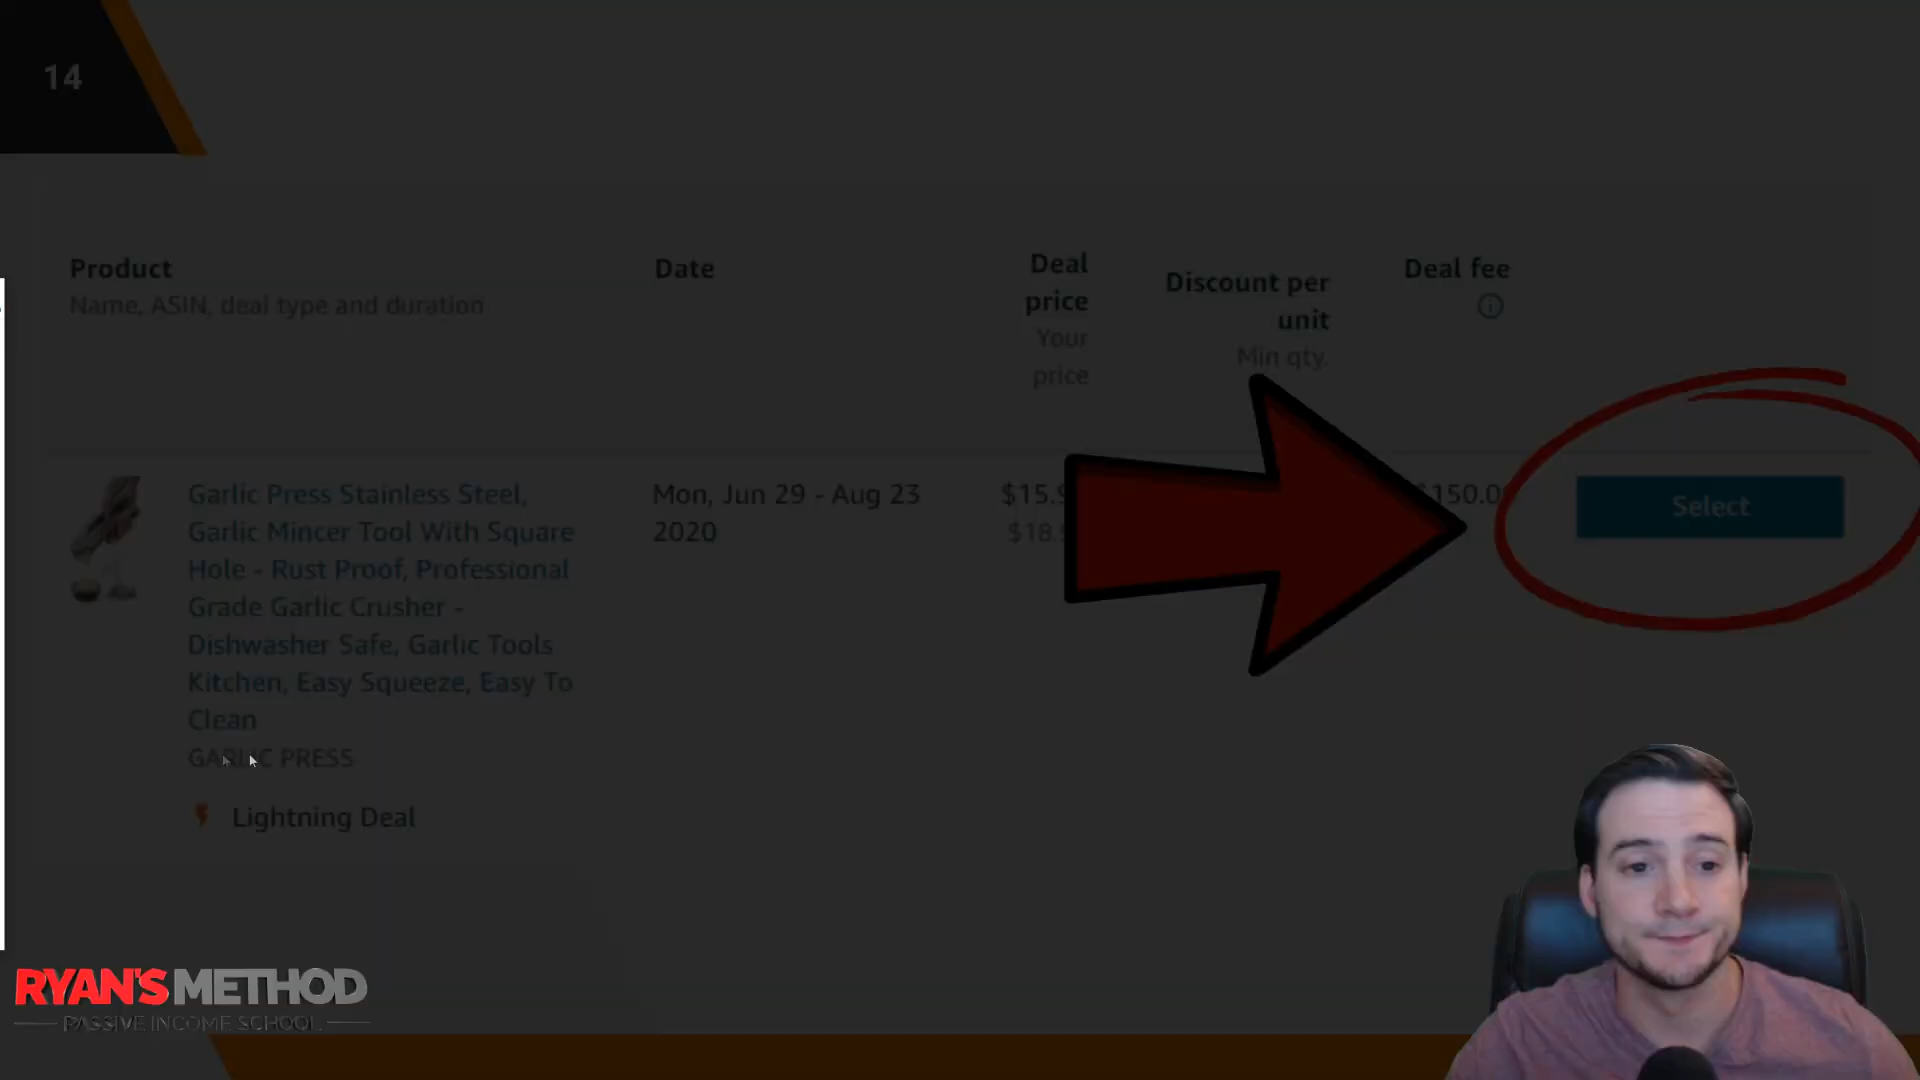 14
Product
Name, ASIN, deal type and duration
Date
Deal
price
Your
price
Discount per
unit
Min qty.
Deal fee
Garlic Press Stainless Steel,
Garlic Mincer Tool With Square
Hole - Rust Proof, Professional
Grade Garlic Crusher -
Dishwasher Safe, Garlic Tools
Kitchen, Easy Squeeze, Easy To
Clean
GARLIC PRESS
Lightning Deal
Mon, Jun 29 - Aug 23
2020
Select
RYAN'S METHOD
PASSIVE INCOME SCHOOL